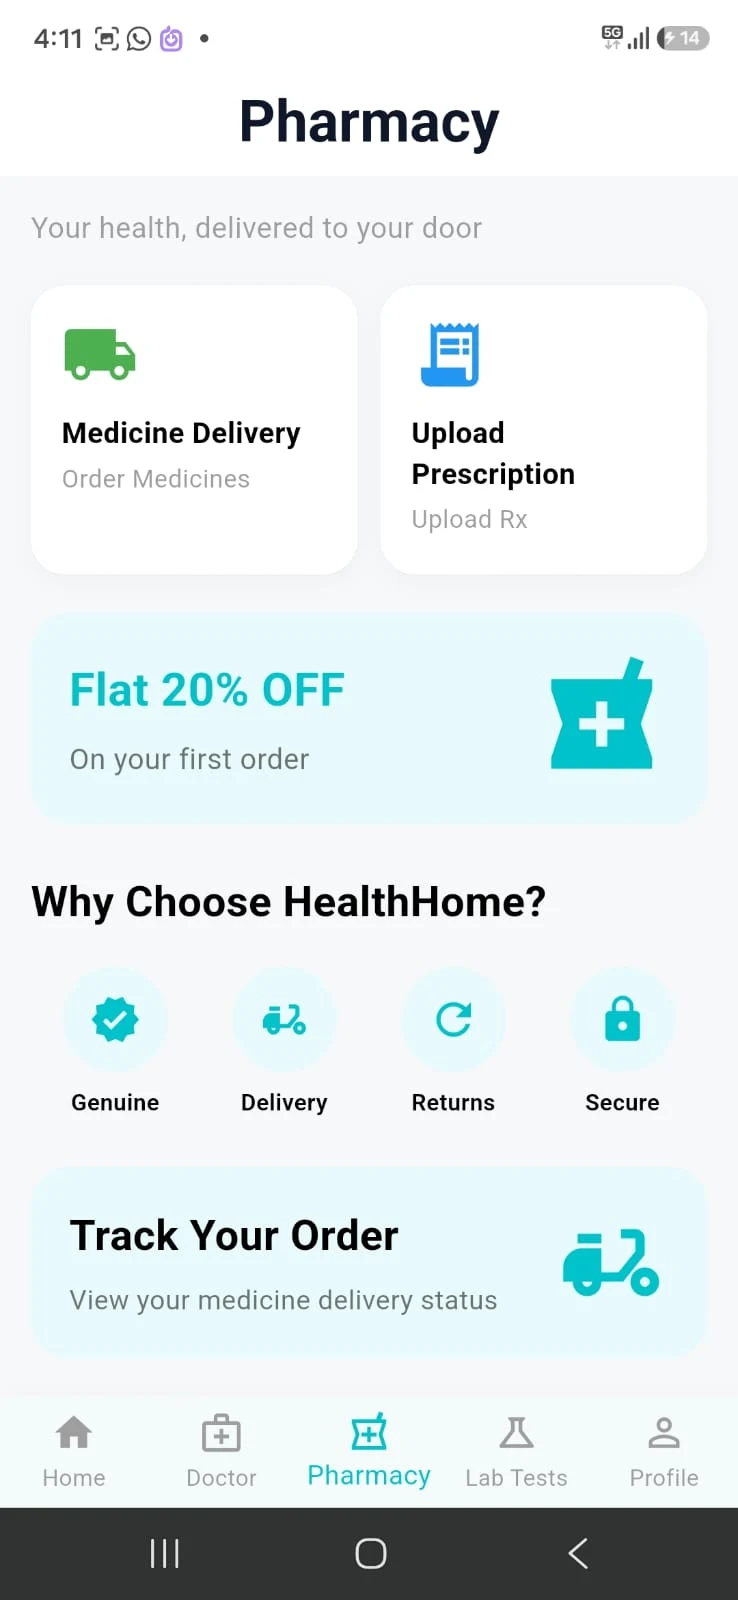 4:11
5G
14
Pharmacy
Your health, delivered to your door
Medicine Delivery
Order Medicines
Upload
Prescription
Upload Rx
Flat 20% OFF
On your first order
Why Choose HealthHome?
Genuine
Delivery
Returns
Secure
Track Your Order
View your medicine delivery status
Home
Doctor
Pharmacy
Lab Tests
Profile